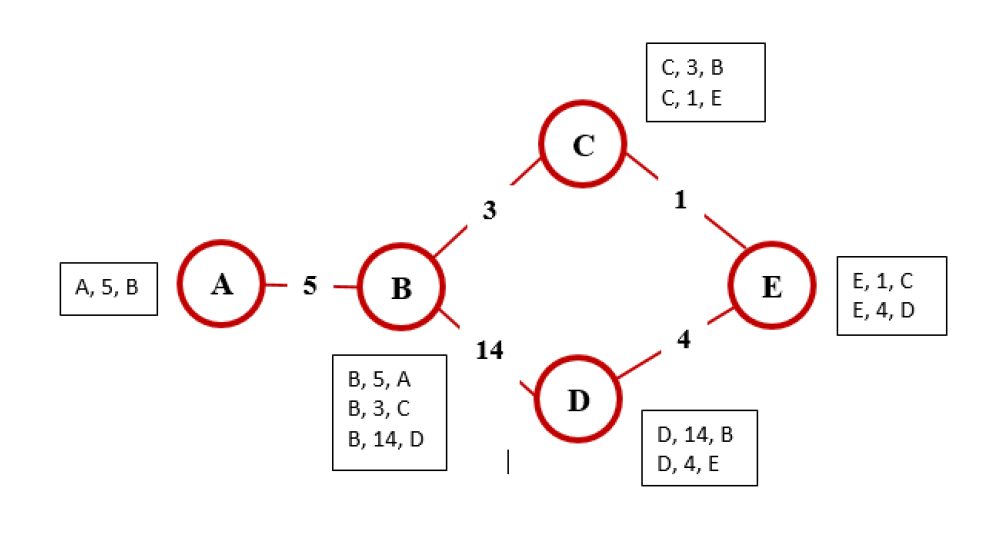 C, 3, B
C, 1, E
C
3
1
A, 5, B
A
5
B
E
E, 1, C
E, 4, D
14
4
B, 5, A
B, 3, C
B, 14, D
D
D, 14, B
D, 4, E